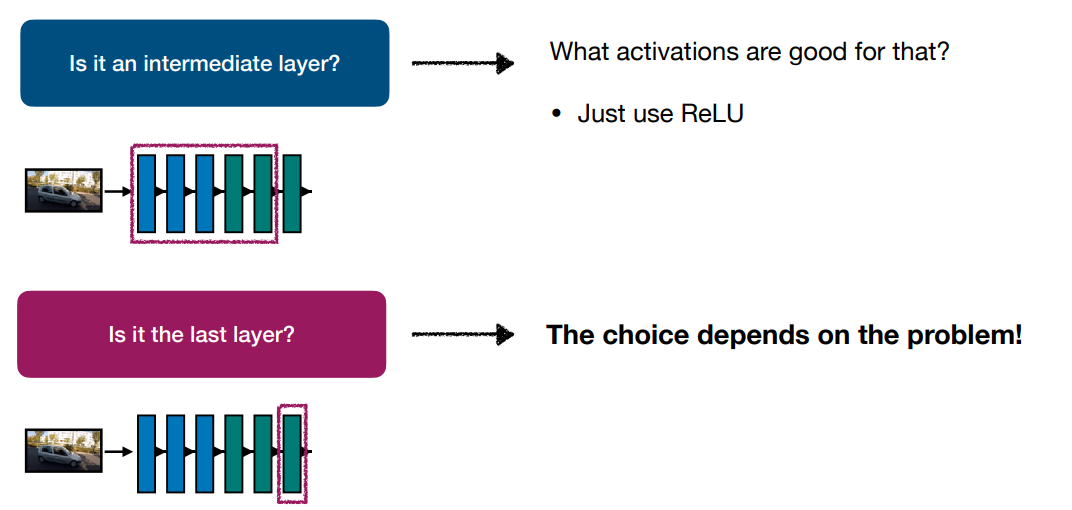 Is it an intermediate layer?
What activations are good for that?
• Just use ReLU
Is it the last layer?
The choice depends on the problem!